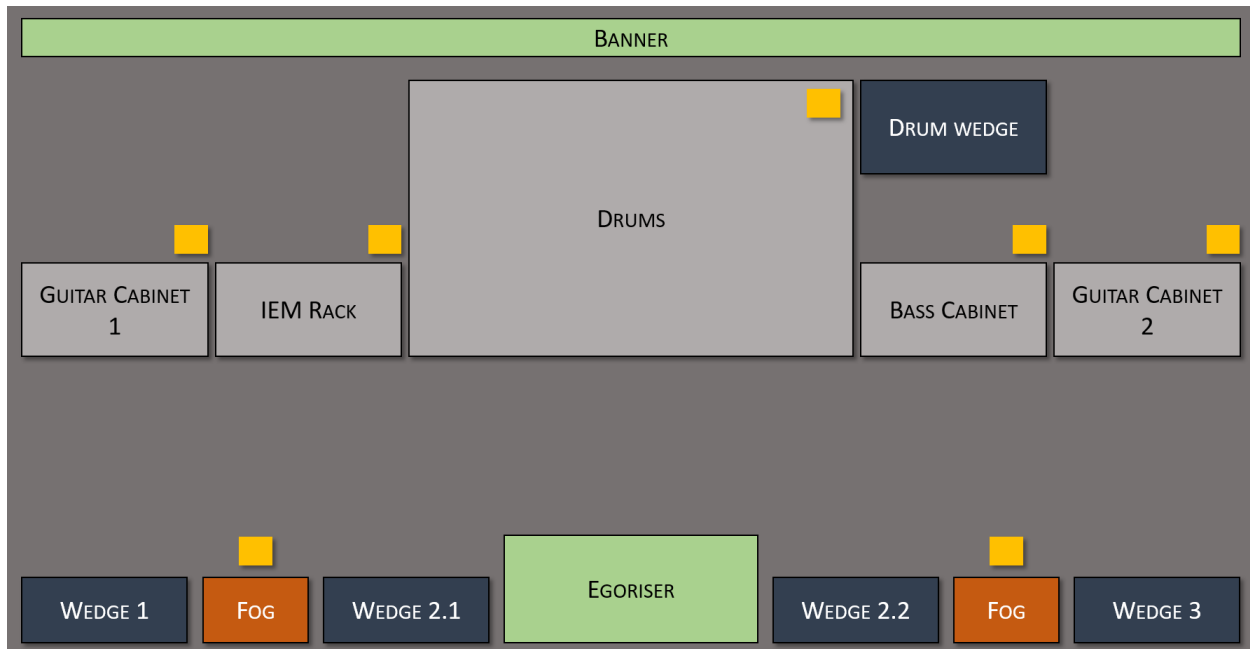 Banner
Drum wedge
Drums
Guitar Cabinet
1
IEM Rack
Bass Cabinet
Guitar Cabinet
2
Egoriser
Wedge 1
Fog
Wedge 2.1
Wedge 2.2
Fog
Wedge 3